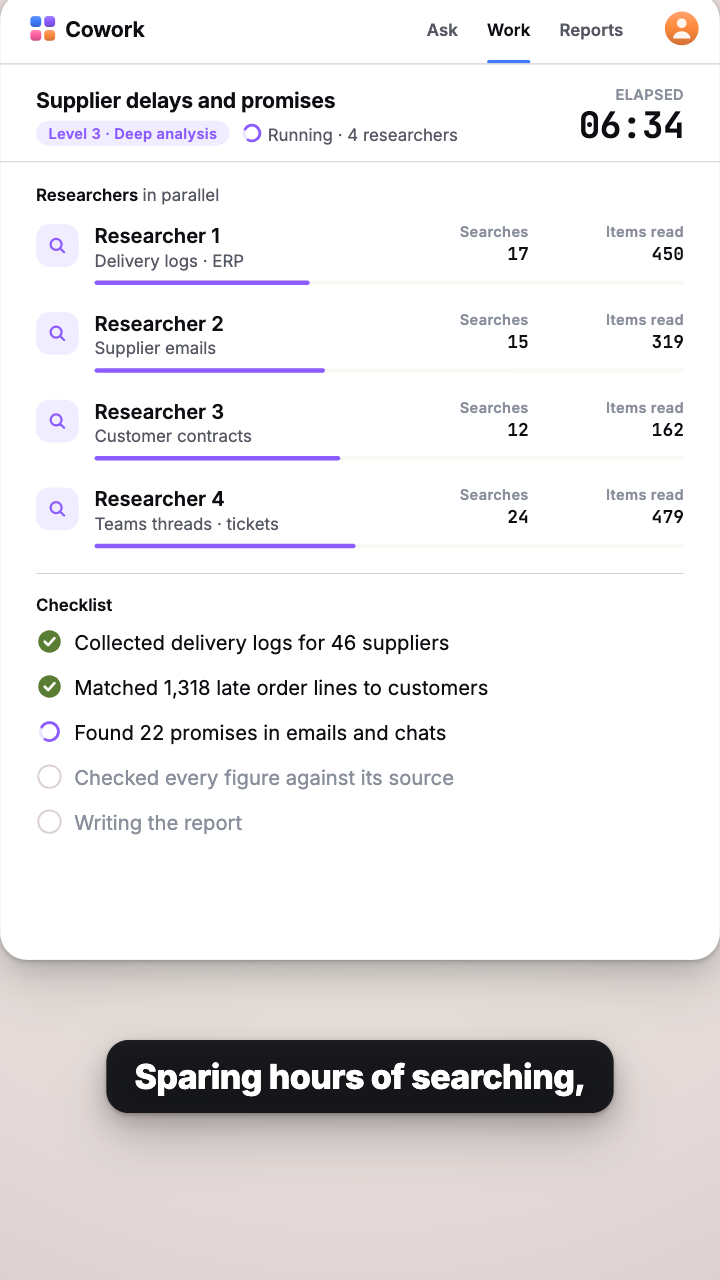 Cowork
Ask Work Reports
Supplier delays and promises
Level 3 · Deep analysis
Running · 4 researchers
ELAPSED
06:34
Researchers in parallel
Researcher 1
Delivery logs · ERP
Searches
17
Items read
450
Researcher 2
Supplier emails
Searches
15
Items read
319
Researcher 3
Customer contracts
Searches
12
Items read
162
Researcher 4
Teams threads · tickets
Searches
24
Items read
479
Checklist
Collected delivery logs for 46 suppliers
Matched 1,318 late order lines to customers
Found 22 promises in emails and chats
Checked every figure against its source
Writing the report
Sparing hours of searching,